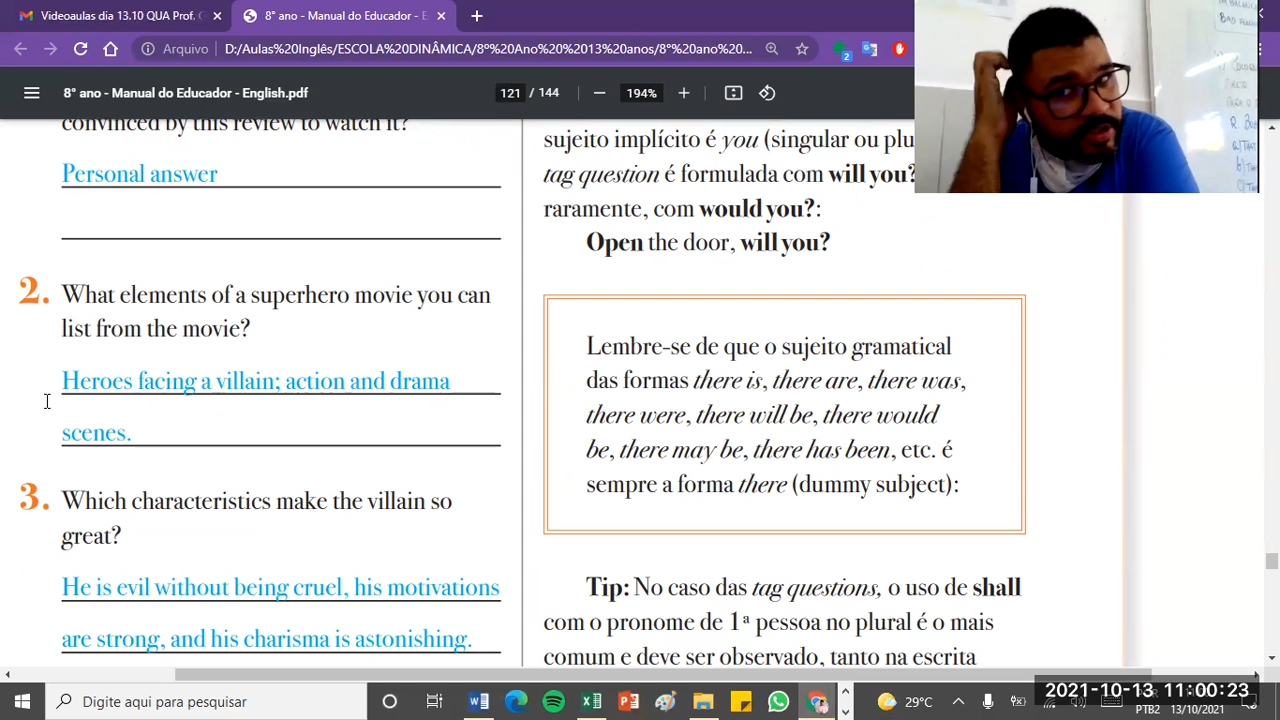 Videoaulas dia 13.10 QUA Prof. G
8° ano - Manual do Educador - E
Arquivo
D:/Aulas%20Inglês/ESCOLA%20DINÂMICA/8º%20Ano%20%2013%20anos/8°%20ano%20...
2
8° ano - Manual do Educador - English.pdf
121 / 144
194%
convinced by this review to watch it?
Personal answer
2. What elements of a superhero movie you can
list from the movie?
Heroes facing a villain; action and drama
scenes.
3. Which characteristics make the villain so
great?
He is evil without being cruel, his motivations
are strong, and his charisma is astonishing.
sujeito implícito é you (singular ou plu
tag question é formulada com will you?
raramente, com would you?:
Open the door, will you?
Lembre-se de que o sujeito gramatical
das formas there is, there are, there was,
there were, there will be, there would
be, there may be, there has been, etc. é
sempre a forma there (dummy subject):
Tip: No caso das tag questions, o uso de shall
com o pronome de 1ª pessoa no plural é o mais
comum e deve ser observado, tanto na escrita
Digite aqui para pesquisar
29°C
2021-10-13 11:00:23
PTB2
13/10/2021